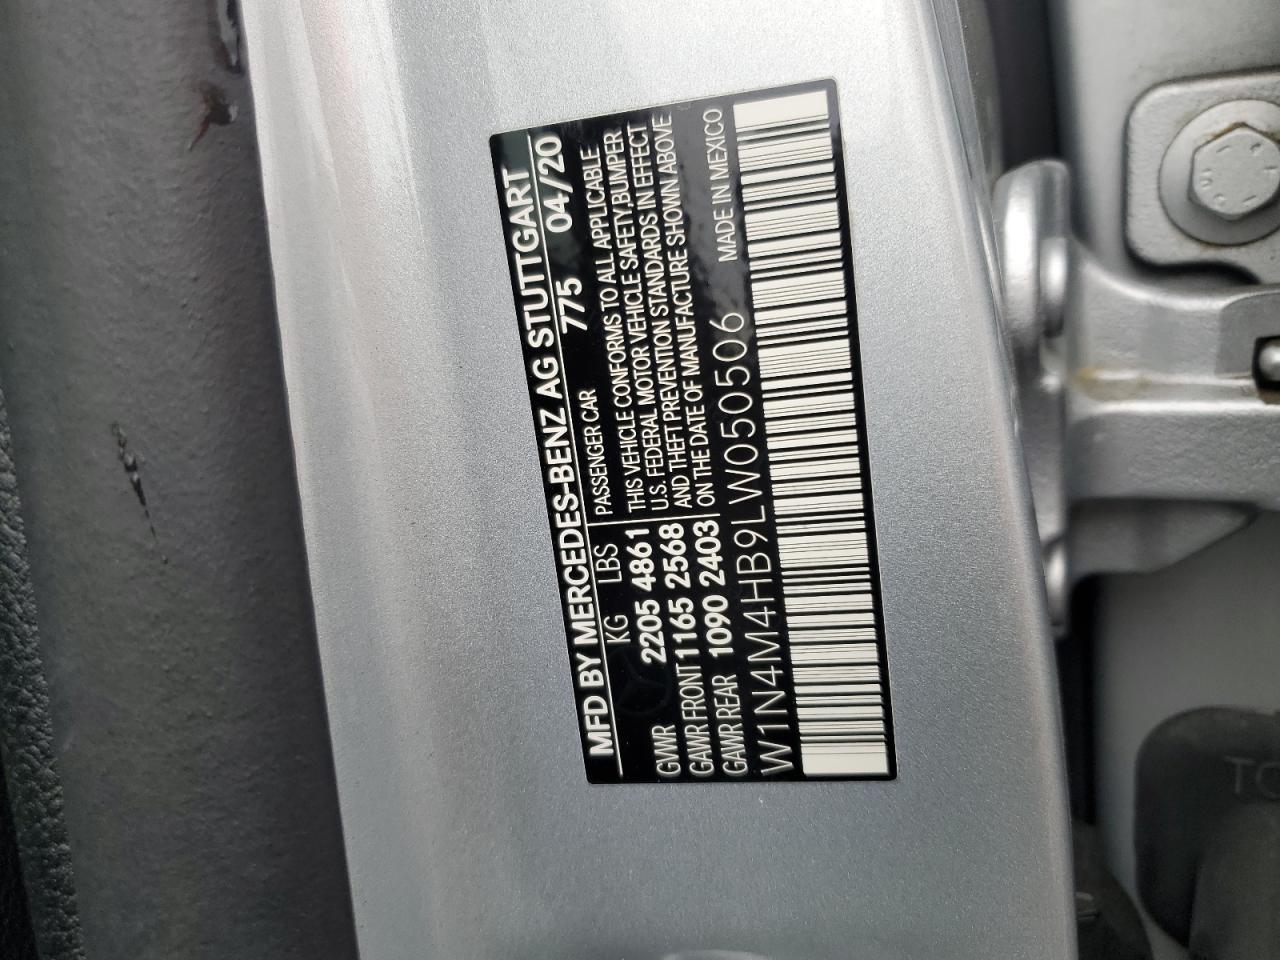 MFD BY MERCEDES-BENZ AG STUTTGART
KG LBS 775 04/20
GVWR 2205 4861
GAWR FRONT 1165 2568
GAWR REAR 1090 2403
PASSENGER CAR
THIS VEHICLE CONFORMS TO ALL APPLICABLE
U.S. FEDERAL MOTOR VEHICLE SAFETY,BUMPER
AND THEFT PREVENTION STANDARDS IN EFFECT
ON THE DATE OF MANUFACTURE SHOWN ABOVE
W1N4M4HB9LW050506 MADE IN MEXICO